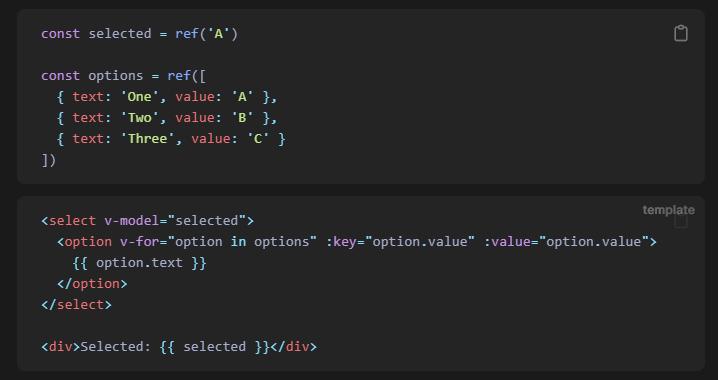 const selected = ref('A')
const options = ref([
  { text: 'One', value: 'A' },
  { text: 'Two', value: 'B' },
  { text: 'Three', value: 'C' }
])
template
<select v-model="selected">
  <option v-for="option in options" :key="option.value" :value="option.value">
    {{ option.text }}
  </option>
</select>
<div>Selected: {{ selected }}</div>